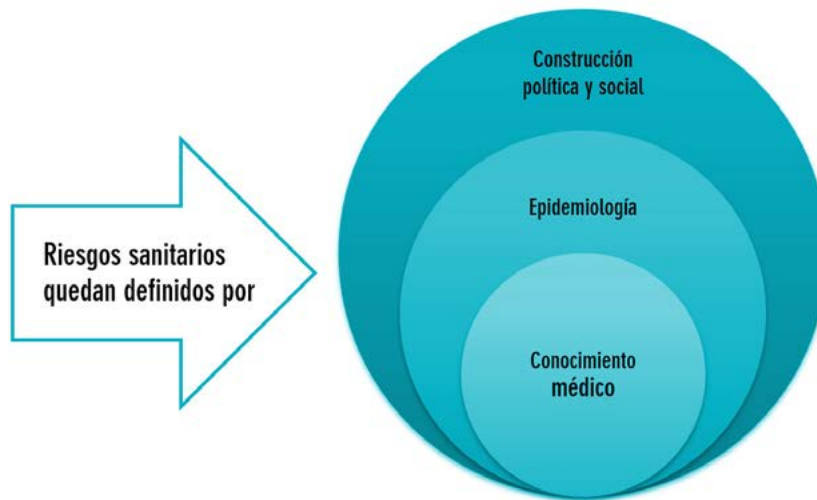 Riesgos sanitarios
quedan definidos por
Construcción
política y social
Epidemiología
Conocimiento
médico